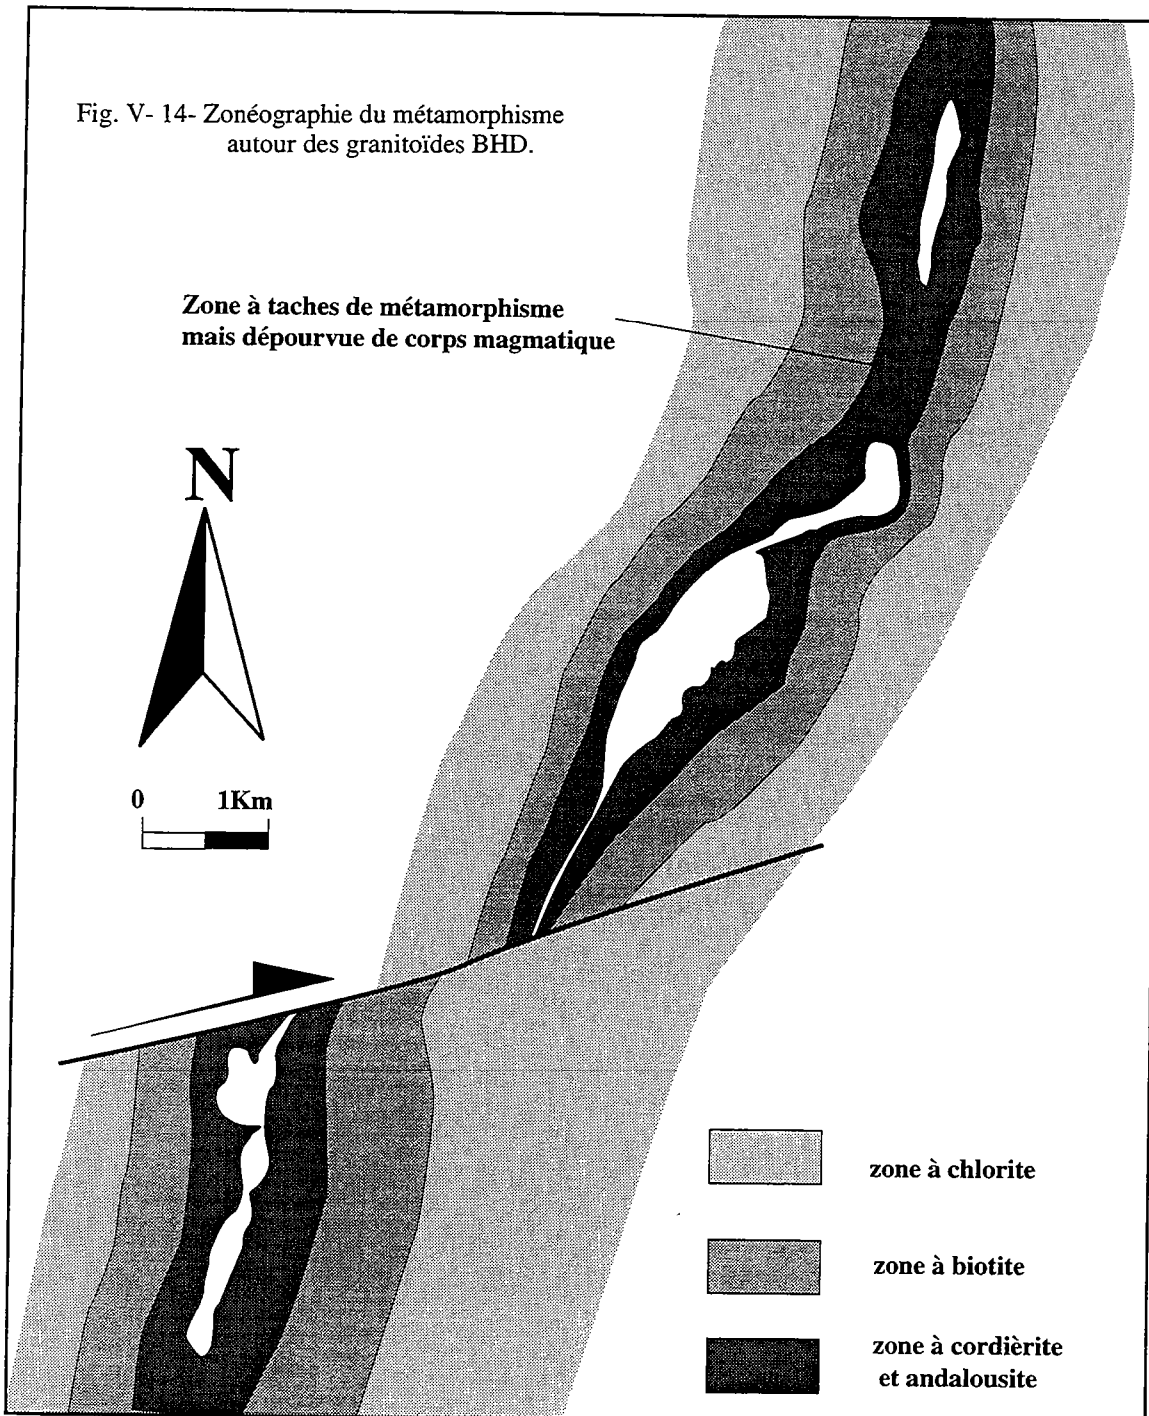 Fig. V- 14- Zonéographie du métamorphisme
autour des granitoïdes BHD.
Zone à taches de métamorphisme
mais dépourvue de corps magmatique
N
0 1Km
zone à chlorite
zone à biotite
zone à cordièrite
et andalousite